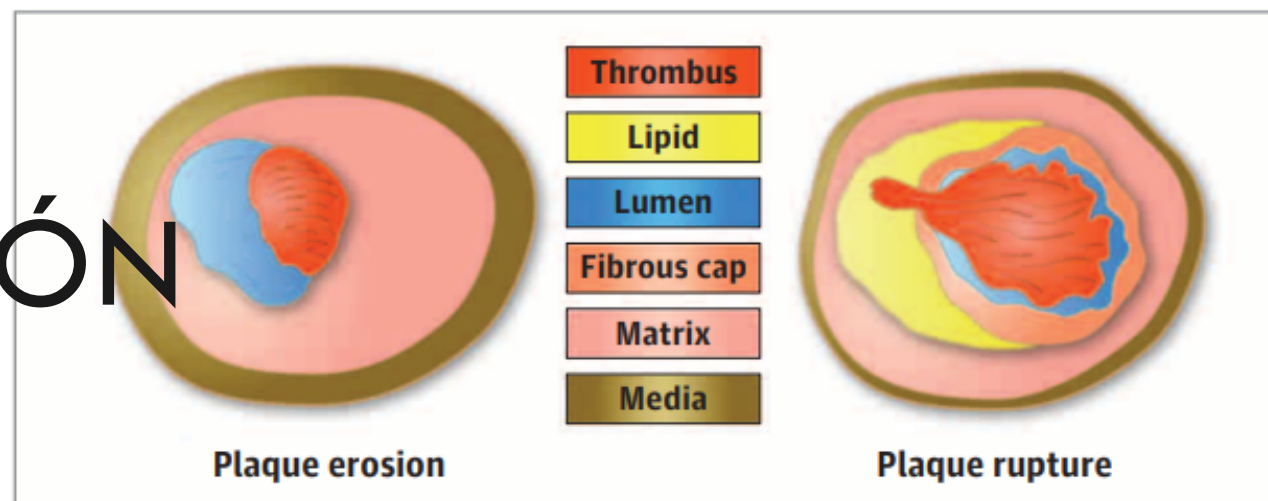 Thrombus
Lipid
Lumen
Fibrous cap
Matrix
Media
ÓN
Plaque erosion
Plaque rupture